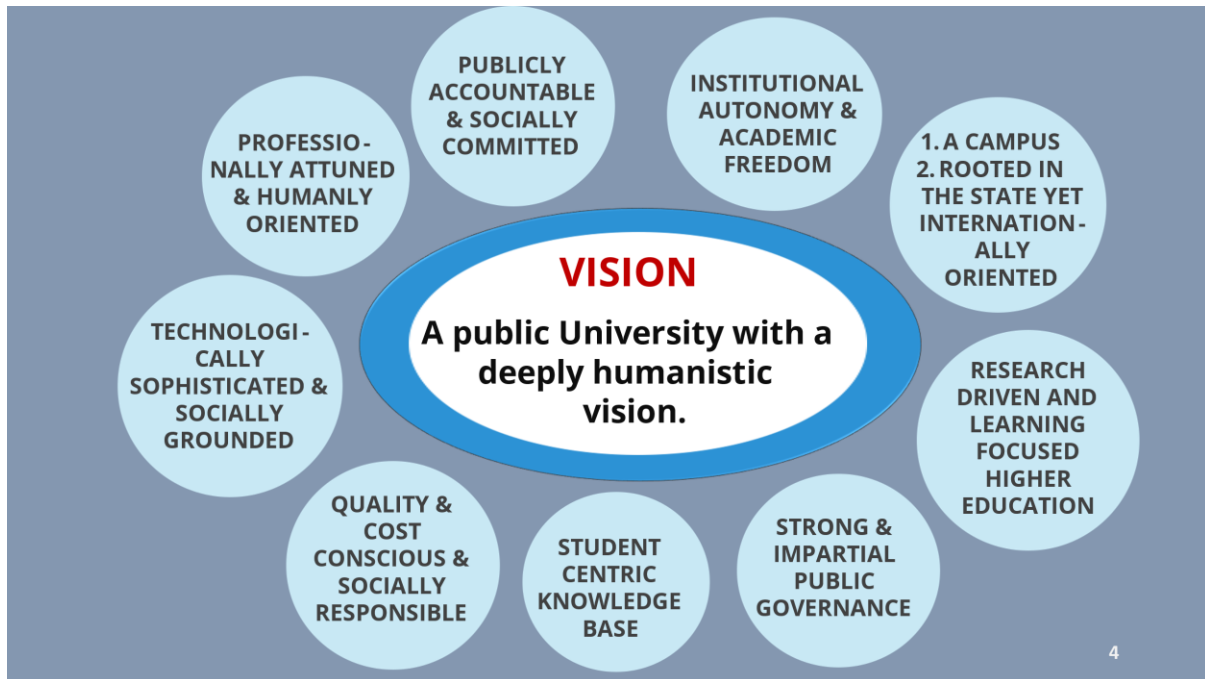 PUBLICLY
ACCOUNTABLE
& SOCIALLY
COMMITTED
INSTITUTIONAL
AUTONOMY &
ACADEMIC
FREEDOM
1. A CAMPUS
2. ROOTED IN
THE STATE YET
INTERNATION-
ALLY
ORIENTED
RESEARCH
DRIVEN AND
LEARNING
FOCUSED
HIGHER
EDUCATION
STRONG &
IMPARTIAL
PUBLIC
GOVERNANCE
STUDENT
CENTRIC
KNOWLEDGE
BASE
QUALITY &
COST
CONSCIOUS &
SOCIALLY
RESPONSIBLE
TECHNOLOGI-
CALLY
SOPHISTICATED &
SOCIALLY
GROUNDED
PROFESSIO-
NALLY ATTUNED
& HUMANLY
ORIENTED
VISION
A public University with a
deeply humanistic
vision.
4